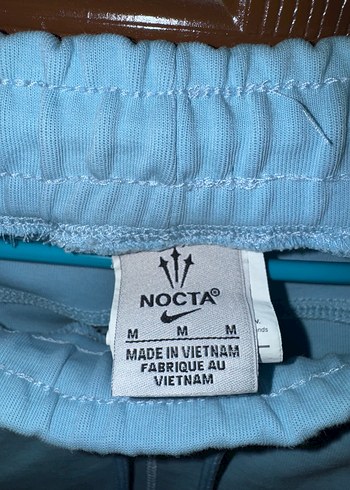 NOCTA®
M M M
MADE IN VIETNAM
FABRIQUE AU
VIETNAM